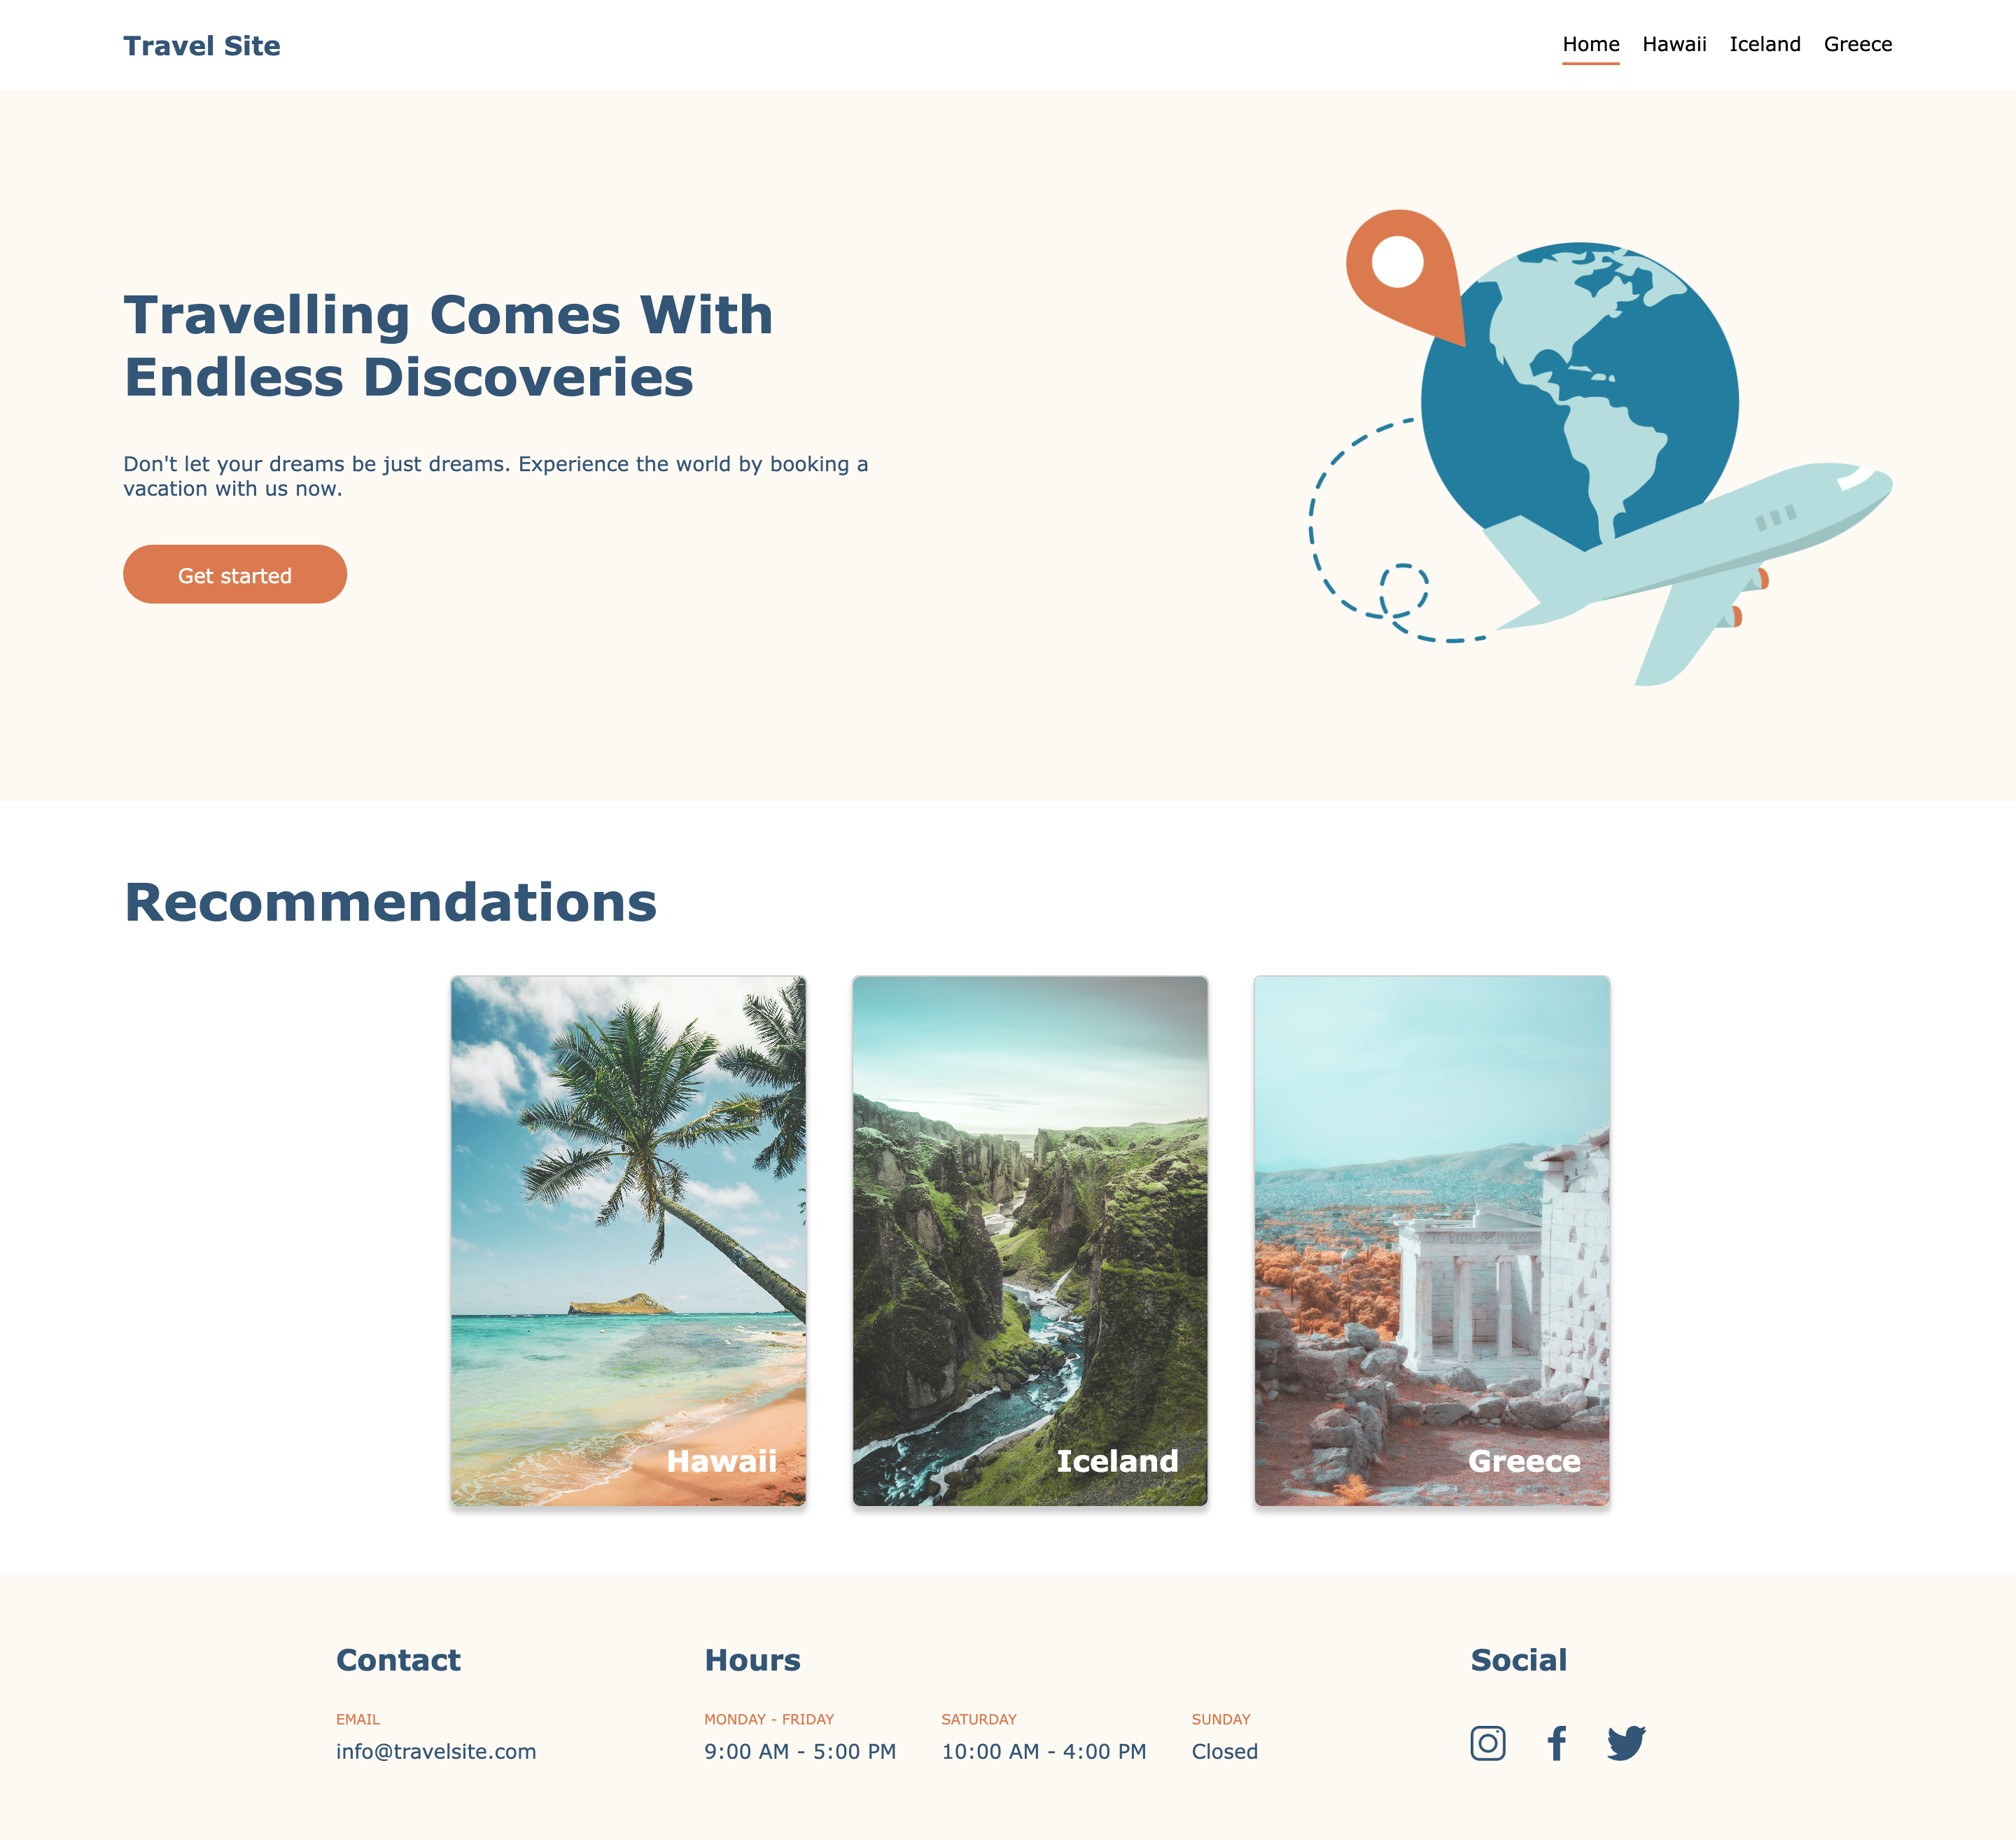 Travel Site
Home Hawaii Iceland Greece
Travelling Comes With
Endless Discoveries
Don't let your dreams be just dreams. Experience the world by booking a
vacation with us now.
Get started
Recommendations
Hawaii
Iceland
Greece
Contact
EMAIL
info@travelsite.com
Hours
MONDAY - FRIDAY
9:00 AM - 5:00 PM
SATURDAY
10:00 AM - 4:00 PM
SUNDAY
Closed
Social